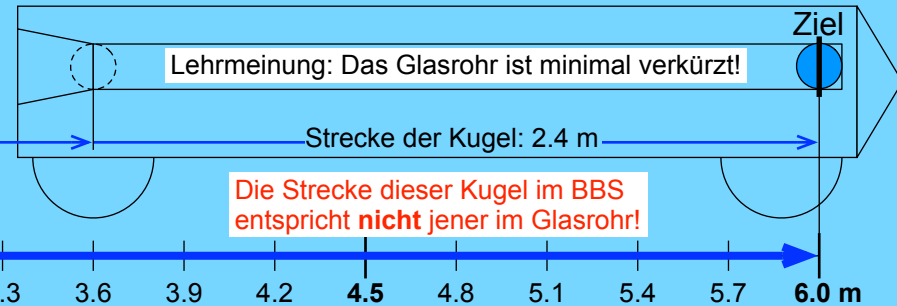 Ziel
Lehrmeinung: Das Glasrohr ist minimal verkürzt!
Strecke der Kugel: 2.4 m
Die Strecke dieser Kugel im BBS
entspricht nicht jener im Glasrohr!
.3 3.6 3.9 4.2 4.5 4.8 5.1 5.4 5.7 6.0 m